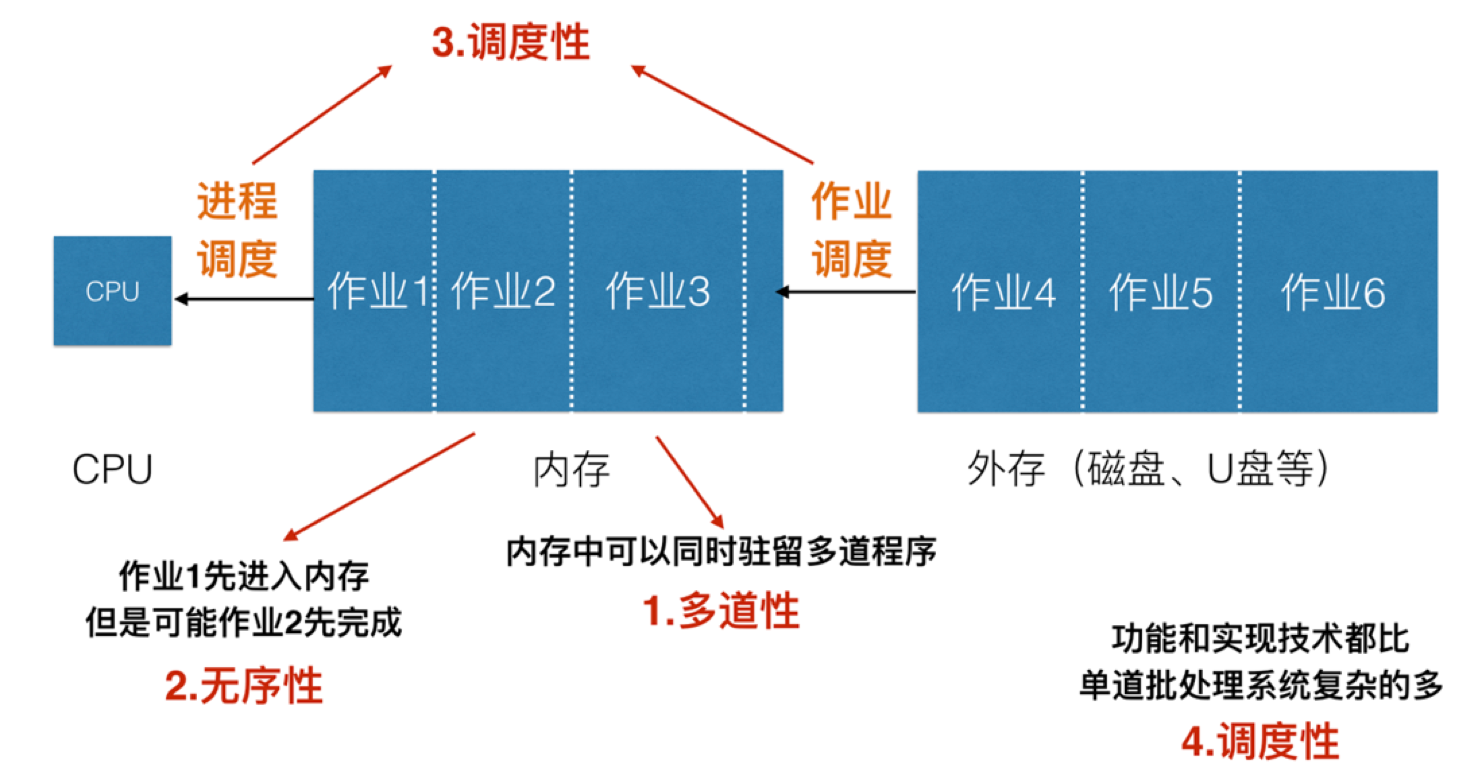 3.调度性
进程
调度
作业
调度
CPU
作业1
作业2
作业3
作业4
作业5
作业6
CPU
内存
外存（磁盘、U盘等）
作业1先进入内存
但是可能作业2先完成
2.无序性
内存中可以同时驻留多道程序
1.多道性
功能和实现技术都比
单道批处理系统复杂的多
4.调度性